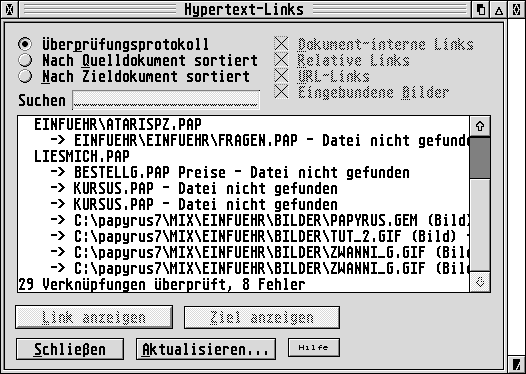 Hypertext-Links
Überprüfungsprotokoll
Nach Quelldokument sortiert
Nach Zieldokument sortiert
Dokument-interne Links
Relative Links
URL-Links
Eingebundene Bilder
Suchen
EINFUEHR\ATARISPZ.PAP
-> EINFUEHR\EINFUEHR\FRAGEN.PAP - Datei nicht gefunde
LIESMICH.PAP
-> BESTELLG.PAP Preise - Datei nicht gefunden
-> KURSUS.PAP - Datei nicht gefunden
-> KURSUS.PAP - Datei nicht gefunden
-> C:\papyrus7\MIX\EINFUEHR\BILDER\PAPYRUS.GEM (Bild)
-> C:\papyrus7\MIX\EINFUEHR\BILDER\TUT_2.GIF (Bild) -
-> C:\papyrus7\MIX\EINFUEHR\BILDER\ZWANNI_G.GIF (Bild
-> C:\papyrus7\MIX\EINFUEHR\BILDER\ZWANNI_G.GIF (Bild
29 Verknüpfungen überprüft, 8 Fehler
Link anzeigen
Ziel anzeigen
Schließen
Aktualisieren...
Hilfe